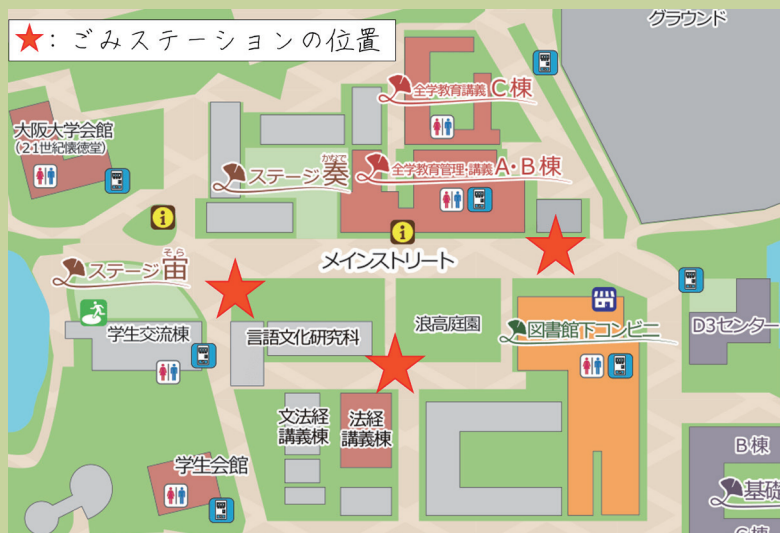 ★：ごみステーションの位置
グラウンド
全学教育講義C棟
大阪大学会館
(21世紀懐徳堂)
かなで
ステージ奏
全学教育管理・講義A・B棟
メインストリート
そら
ステージ宙
学生交流棟
言語文化研究科
浪高庭園
図書館下コンビニ
D3センター
文法経
講義棟
法経
講義棟
学生会館
B棟
基礎